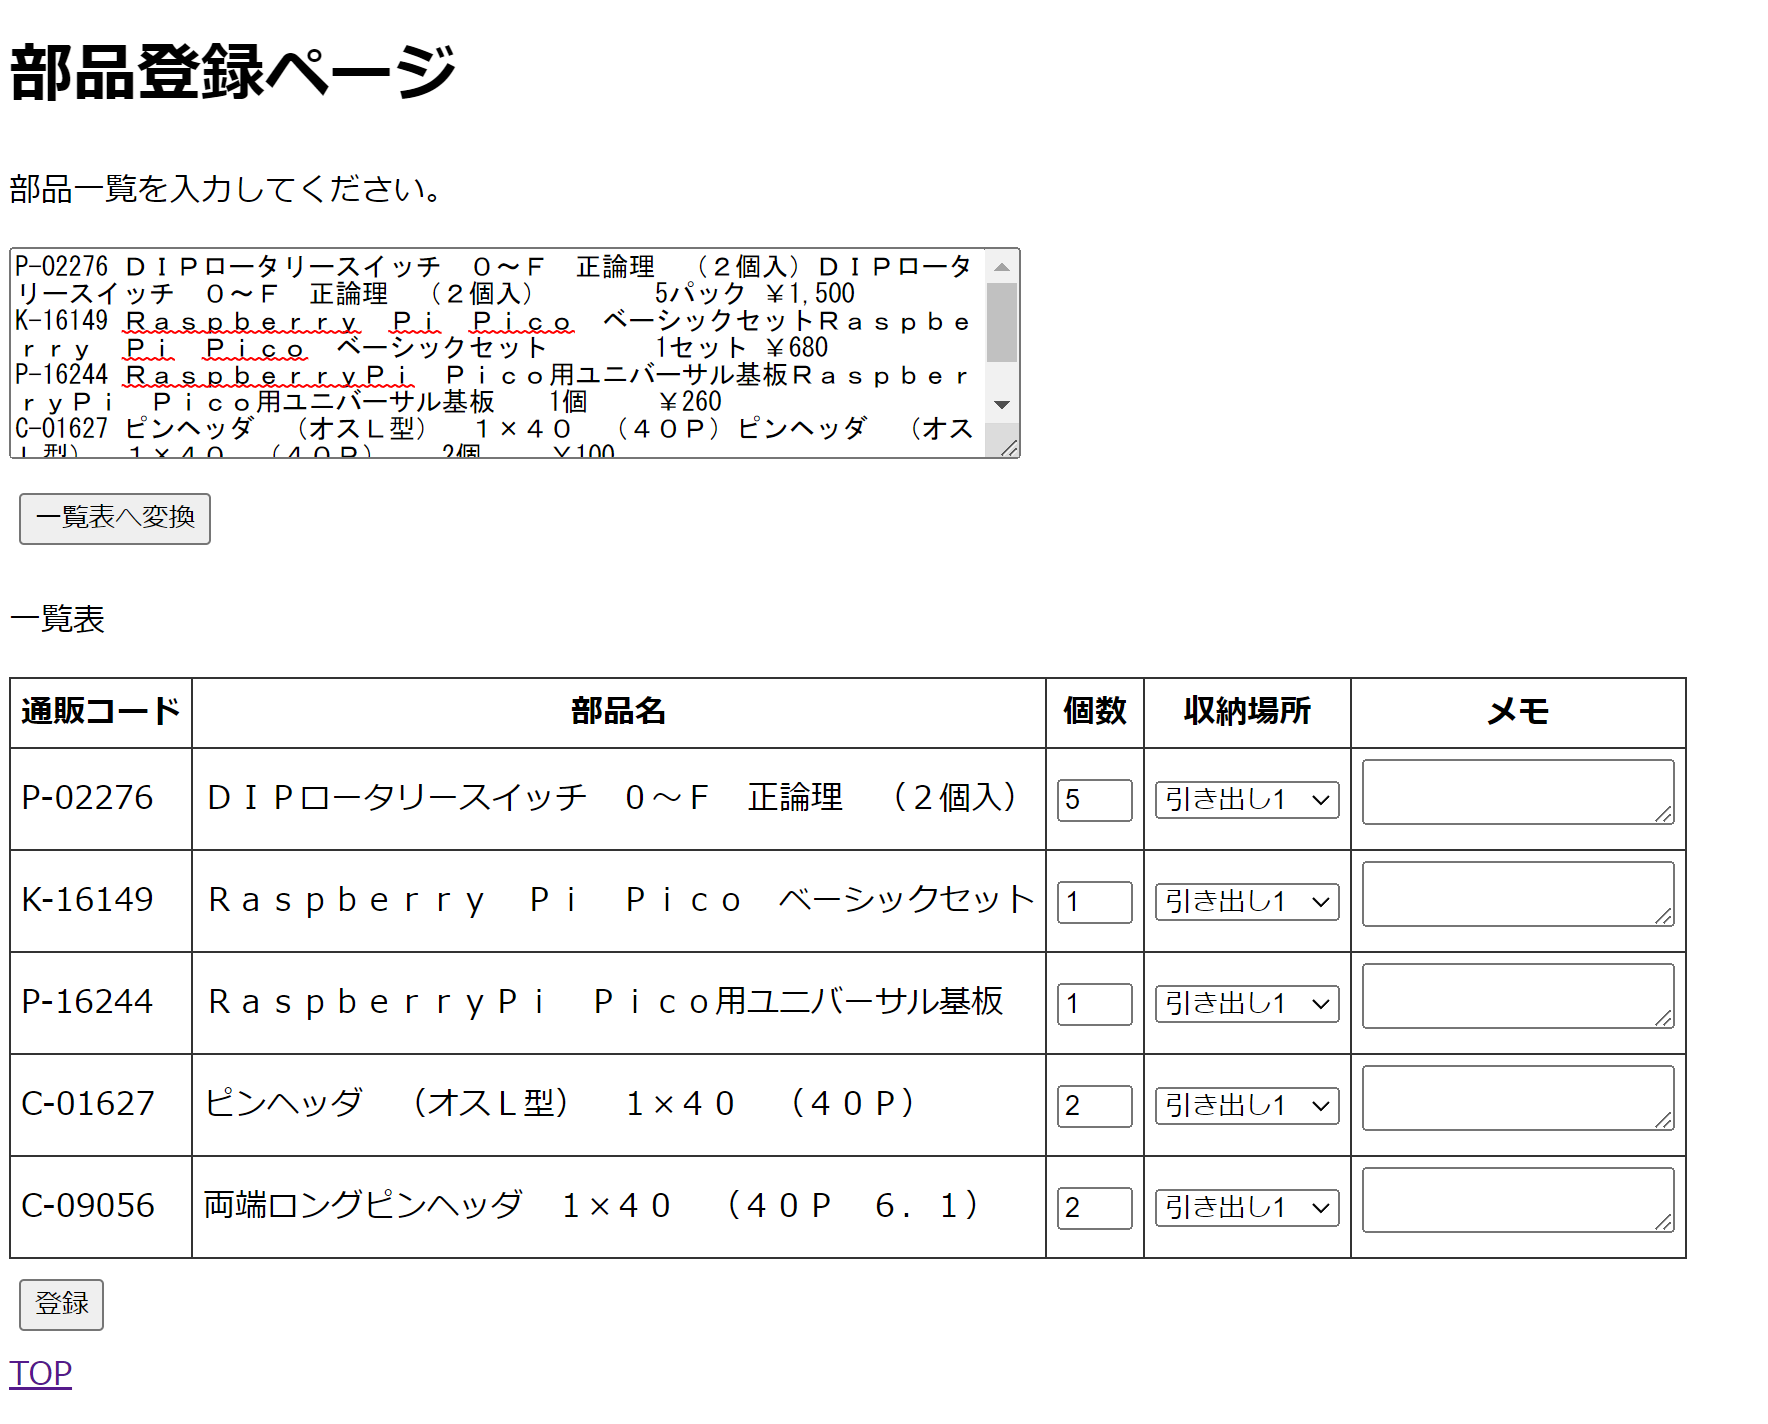 部品登録ページ
部品一覧を入力してください。
P-02276 ＤＩＰロータリースイッチ　０～Ｆ　正論理　（２個入）ＤＩＰロータ
リースイッチ　０～Ｆ　正論理　（２個入）　　　　5パック ￥1,500
K-16149 Ｒａｓｐｂｅｒｒｙ　Ｐｉ　Ｐｉｃｏ　ベーシックセットＲａｓｐｂｅ
ｒｒｙ　Ｐｉ　Ｐｉｃｏ　ベーシックセット　　　　1セット ￥680
P-16244 ＲａｓｐｂｅｒｒｙＰｉ　Ｐｉｃｏ用ユニバーサル基板Ｒａｓｐｂｅｒ
ｒｙＰｉ　Ｐｉｃｏ用ユニバーサル基板　　1個　　￥260
C-01627 ピンヘッダ　（オスＬ型）　１×４０　（４０Ｐ）ピンヘッダ　（オス
Ｌ型）　１×４０　（４０Ｐ）　　2個　　￥100
一覧表へ変換
一覧表
通販コード 部品名 個数 収納場所 メモ
P-02276 ＤＩＰロータリースイッチ　０～Ｆ　正論理　（２個入） 5 引き出し1
K-16149 Ｒａｓｐｂｅｒｒｙ　Ｐｉ　Ｐｉｃｏ　ベーシックセット 1 引き出し1
P-16244 ＲａｓｐｂｅｒｒｙＰｉ　Ｐｉｃｏ用ユニバーサル基板 1 引き出し1
C-01627 ピンヘッダ　（オスＬ型）　１×４０　（４０Ｐ） 2 引き出し1
C-09056 両端ロングピンヘッダ　１×４０　（４０Ｐ　６．１） 2 引き出し1
登録
TOP